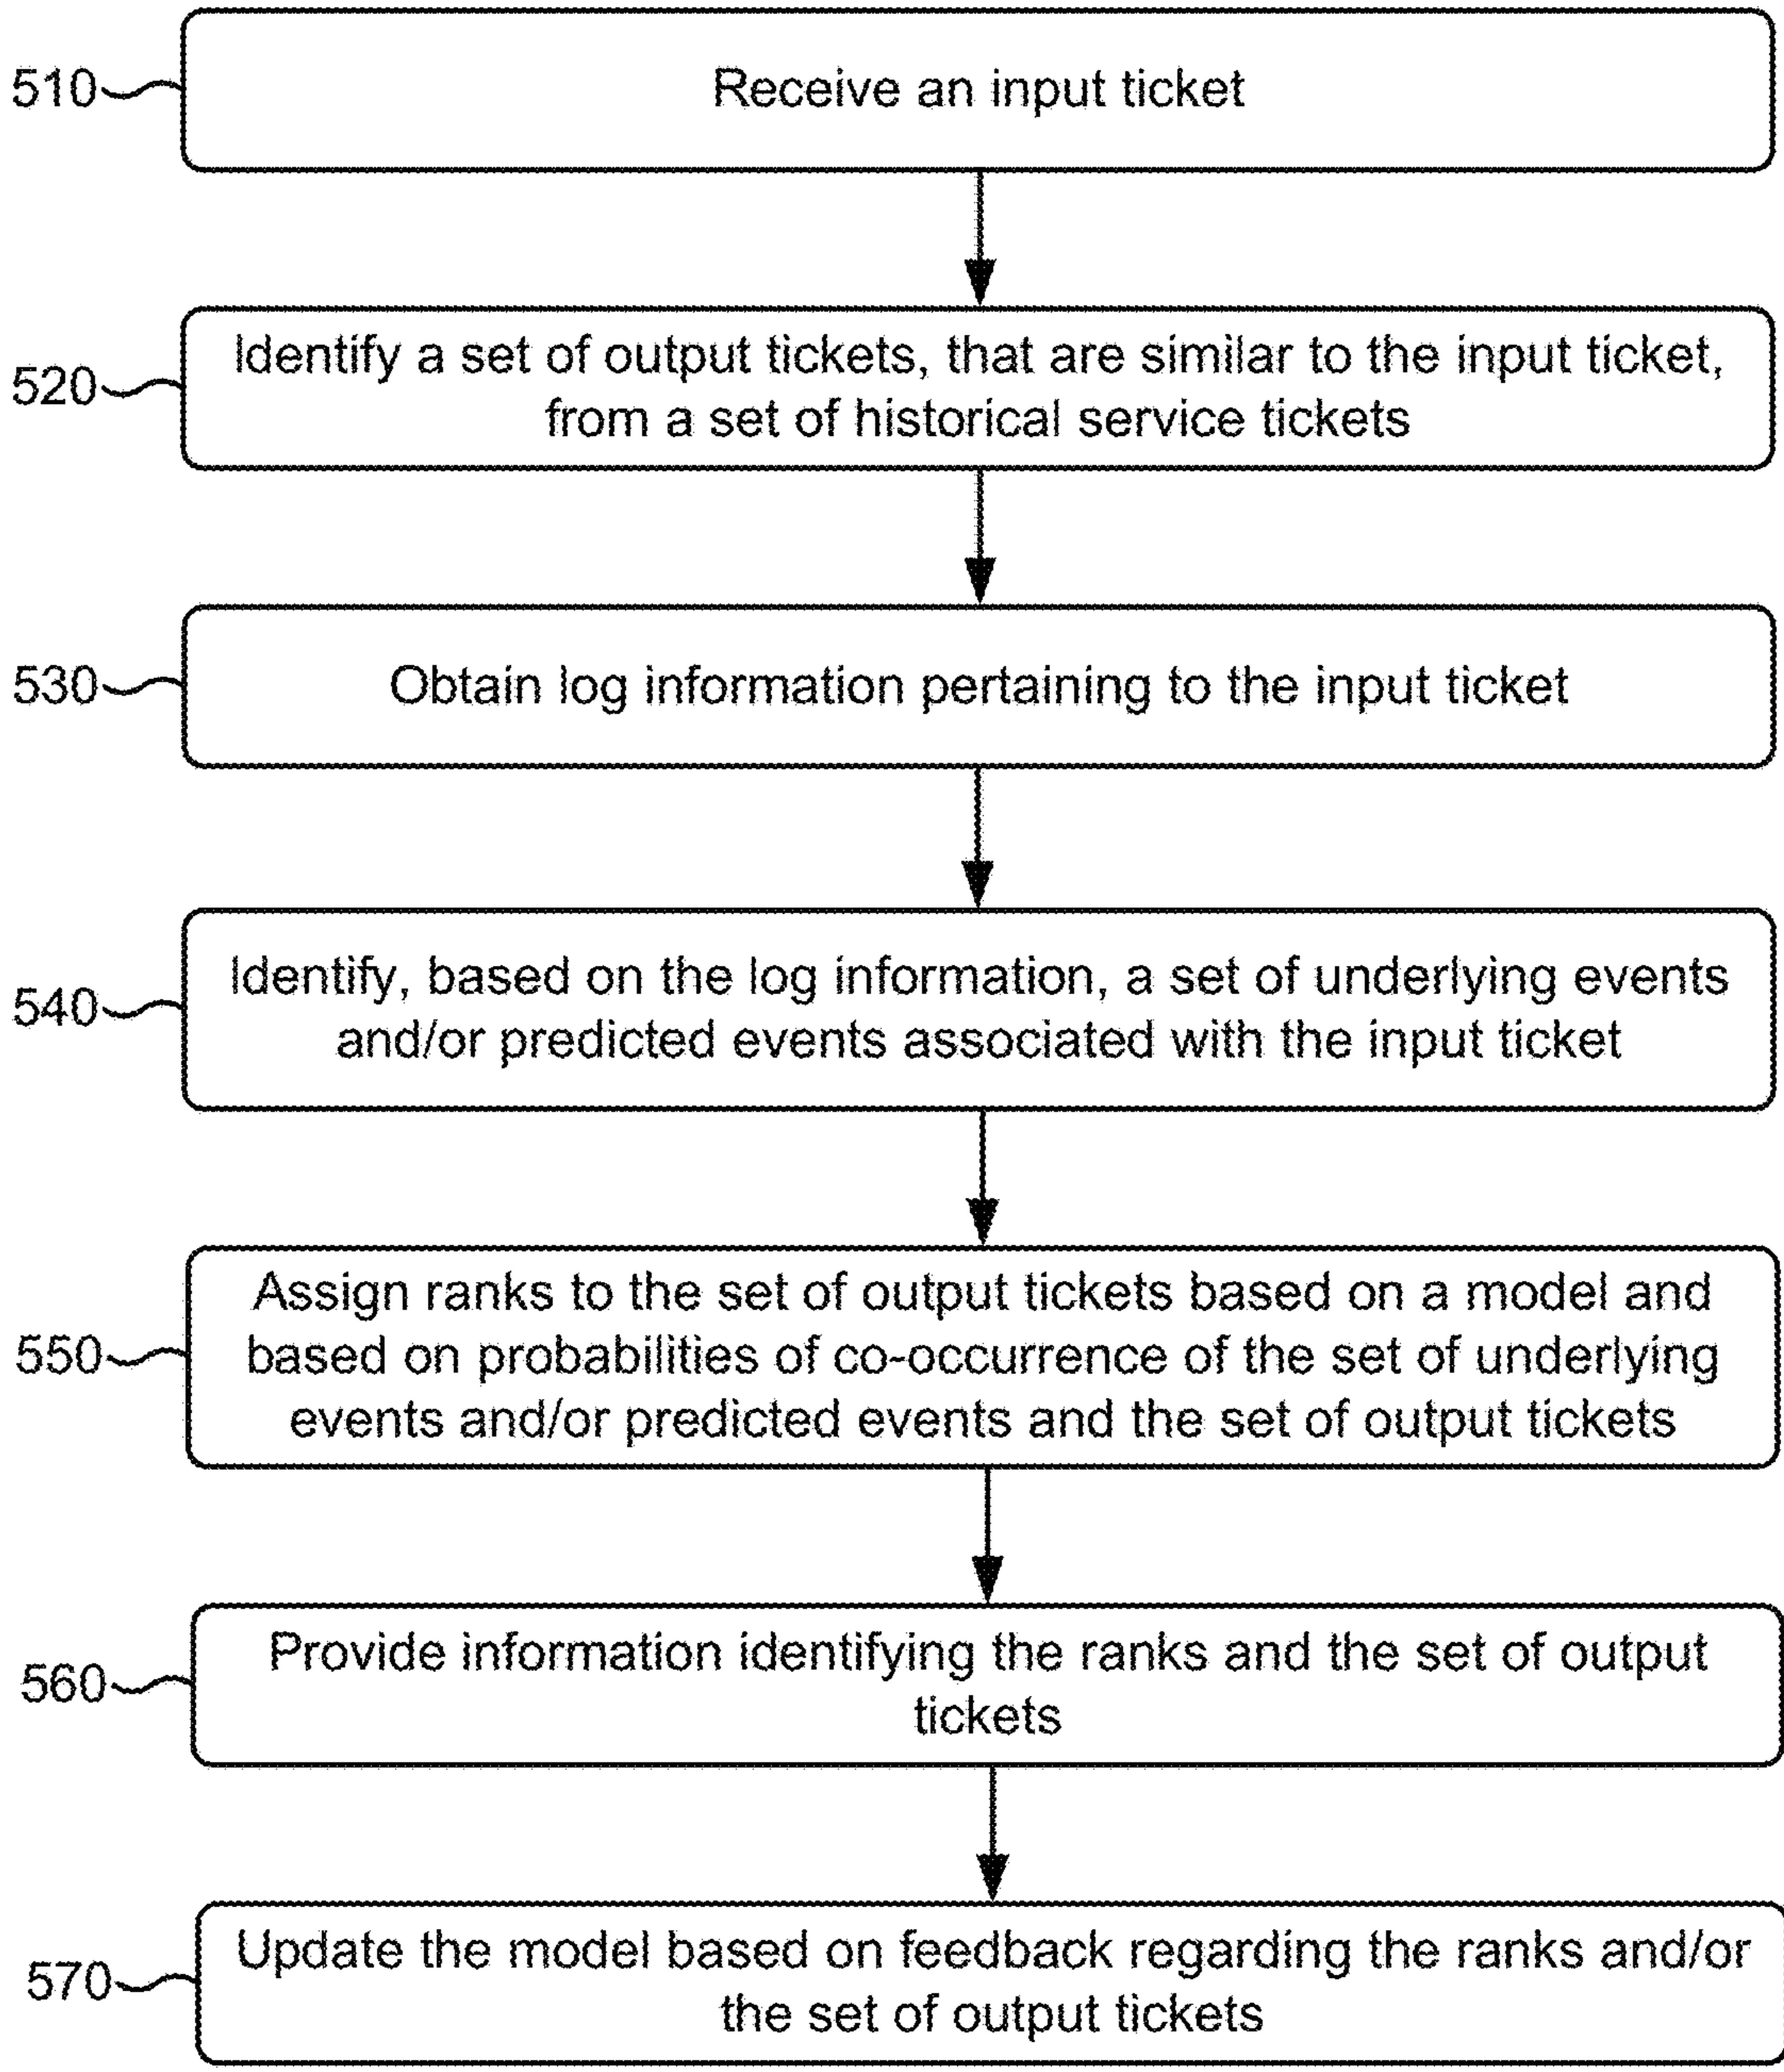 510
Receive an input ticket
520
Identify a set of output tickets, that are similar to the input ticket,
from a set of historical service tickets
530
Obtain log information pertaining to the input ticket
540
Identify, based on the log information, a set of underlying events
and/or predicted events associated with the input ticket
550
Assign ranks to the set of output tickets based on a model and
based on probabilities of co-occurrence of the set of underlying
events and/or predicted events and the set of output tickets
560
Provide information identifying the ranks and the set of output
tickets
570
Update the model based on feedback regarding the ranks and/or
the set of output tickets